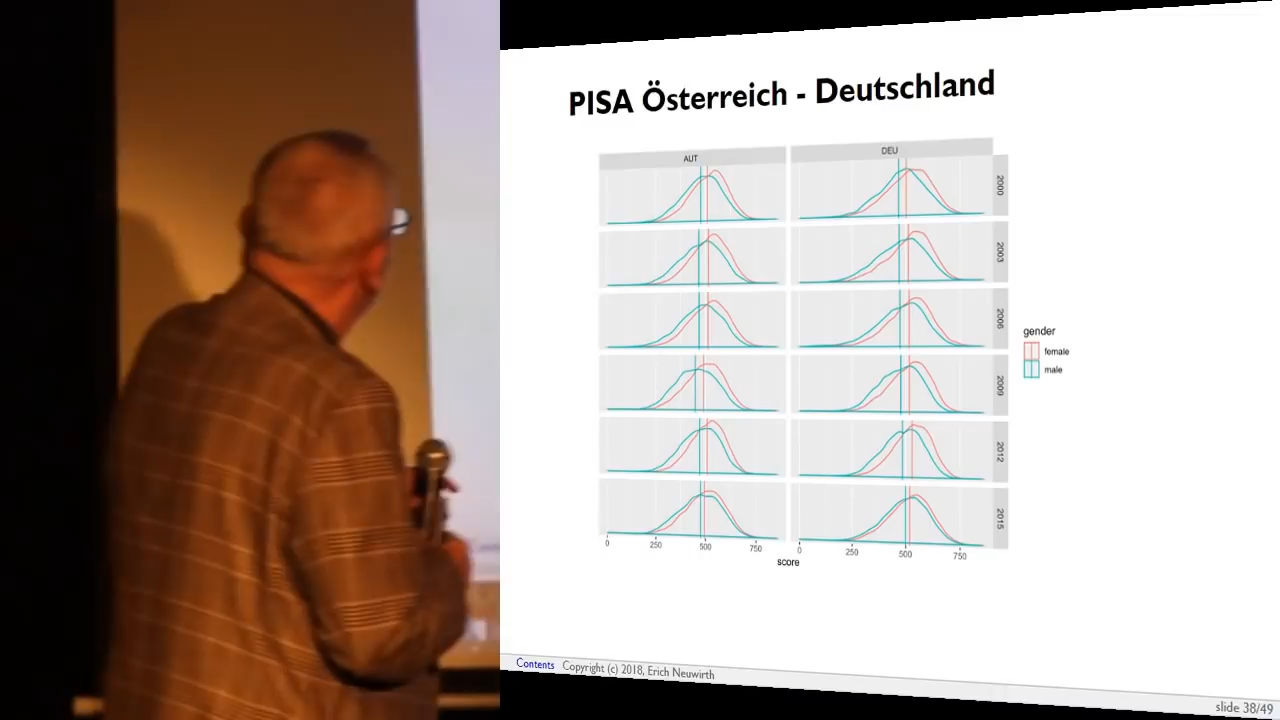 PISA Österreich - Deutschland
AUT DEU
2000
2003
2006
2009
2012
2015
0 250 500 750 0 250 500 750
score
gender
female
male
Contents Copyright (c) 2018, Erich Neuwirth
slide 38/49